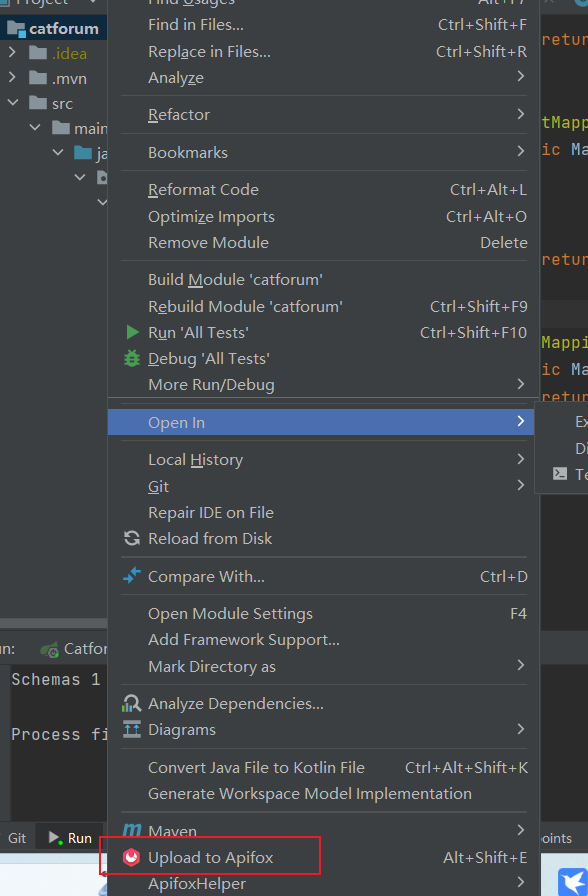 Project
Find Usages Alt+F7
catforum
Find in Files... Ctrl+Shift+F
return
.idea
Replace in Files... Ctrl+Shift+R
.mvn
Analyze
src
Refactor
main
tMapp
ja
Bookmarks
ic Ma
Reformat Code Ctrl+Alt+L
Optimize Imports Ctrl+Alt+O
Remove Module Delete
retur
Build Module 'catforum'
Rebuild Module 'catforum' Ctrl+Shift+F9
Run 'All Tests' Ctrl+Shift+F10
Mappi
Debug 'All Tests'
ic Ma
More Run/Debug
retur
Open In
Ex
Di
Te
Local History
Git
Repair IDE on File
Reload from Disk
Compare With... Ctrl+D
Open Module Settings F4
Add Framework Support...
un: Catfor
Mark Directory as
Schemas 1
Analyze Dependencies...
Diagrams
Process fi
Convert Java File to Kotlin File Ctrl+Alt+Shift+K
Generate Workspace Model Implementation
Git Run
Maven
oints
Upload to Apifox Alt+Shift+E
ApifoxHelper